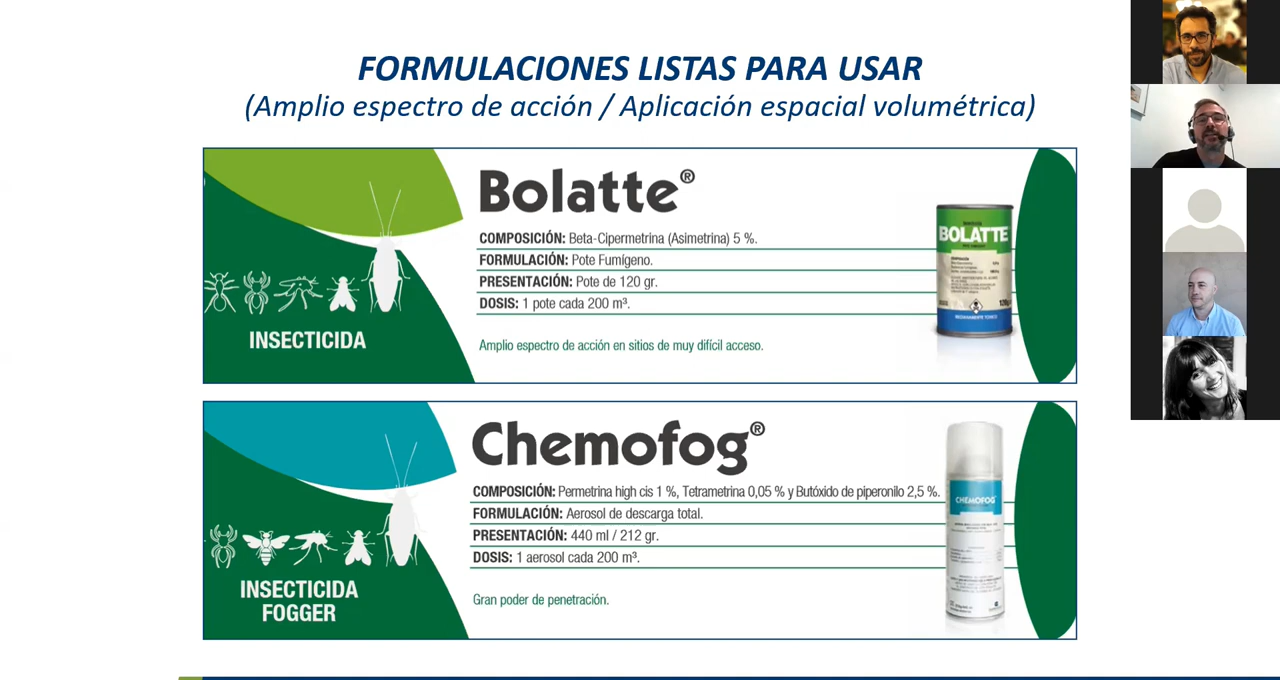 FORMULACIONES LISTAS PARA USAR
(Amplio espectro de acción / Aplicación espacial volumétrica)
Bolatte®
COMPOSICIÓN: Beta-Cipermetrina (Asimetrina) 5 %.
FORMULACIÓN: Pote Fumígeno.
PRESENTACIÓN: Pote de 120 gr.
DOSIS: 1 pote cada 200 m³.
INSECTICIDA
Amplio espectro de acción en sitios de muy difícil acceso.
BOLATTE
Chemofog®
COMPOSICIÓN: Permetrina high cis 1 %, Tetrametrina 0,05 % y Butóxido de piperonilo 2,5 %.
FORMULACIÓN: Aerosol de descarga total.
PRESENTACIÓN: 440 ml / 212 gr.
DOSIS: 1 aerosol cada 200 m³.
INSECTICIDA
FOGGER
Gran poder de penetración.
CHEMOFOG